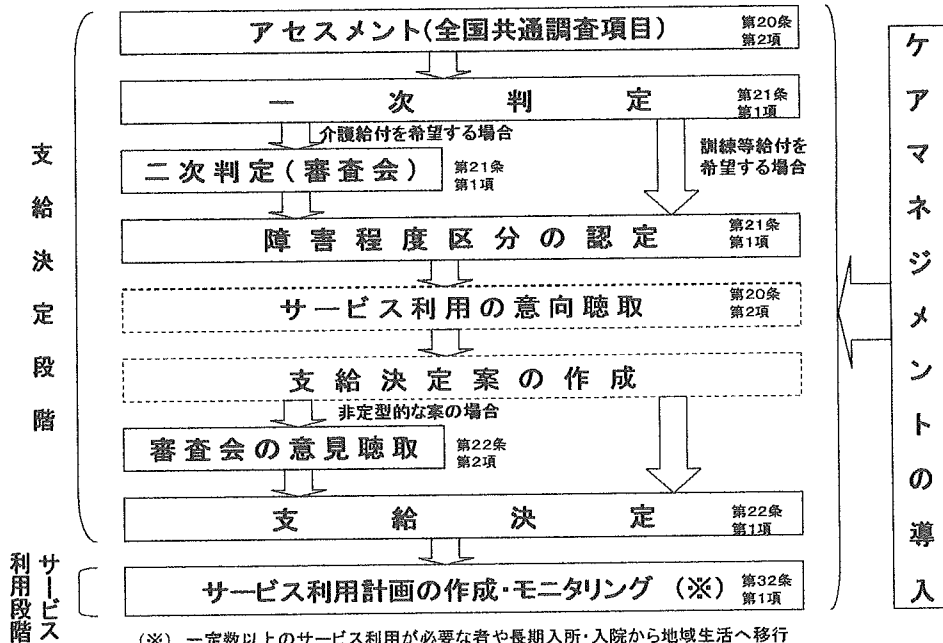 アセスメント(全国共通調査項目)
第20条
第2項
一次判定
第21条
第1項
介護給付を希望する場合
訓練等給付を
希望する場合
二次判定(審査会)
第21条
第1項
障害程度区分の認定
第21条
第1項
サービス利用の意向聴取
第20条
第2項
支給決定案の作成
非定型的な案の場合
審査会の意見聴取
第22条
第2項
支給決定
第22条
第1項
サービス利用計画の作成・モニタリング (※)
第32条
第1項
支給決定段階
サービス
利用段階
ケアマネジメントの導入
(※) 一定数以上のサービス利用が必要な者や長期入所・入院から地域生活へ移行